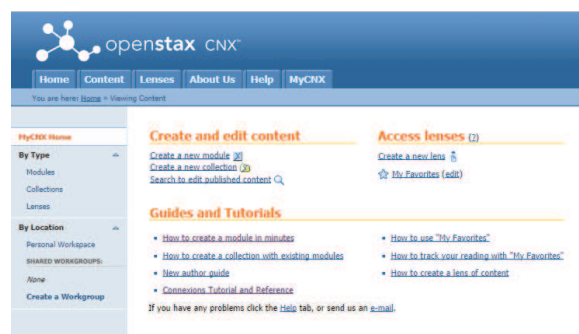 openstax CNX™
Home Content Lenses About Us Help MyCNX
You are here: Home » Viewing Content
MyCNX Home
By Type
Modules
Collections
Lenses
By Location
Personal Workspace
SHARED WORKGROUPS:
None
Create a Workgroup
Create and edit content
Create a new module
Create a new collection
Search to edit published content
Access lenses (?)
Create a new lens
My Favorites (edit)
Guides and Tutorials
How to create a module in minutes
How to create a collection with existing modules
New author guide
Connexions Tutorial and Reference
How to use "My Favorites"
How to track your reading with "My Favorites"
How to create a lens of content
If you have any problems click the Help tab, or send us an e-mail.